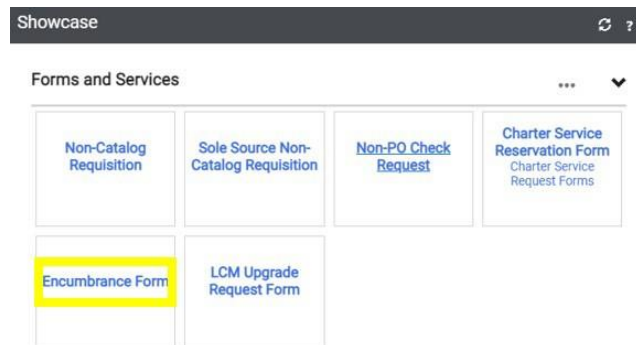 Showcase
?
Forms and Services
...
Non-Catalog
Requisition
Sole Source Non-
Catalog Requisition
Non-PO Check
Request
Charter Service
Reservation Form
Charter Service
Request Forms
Encumbrance Form
LCM Upgrade
Request Form